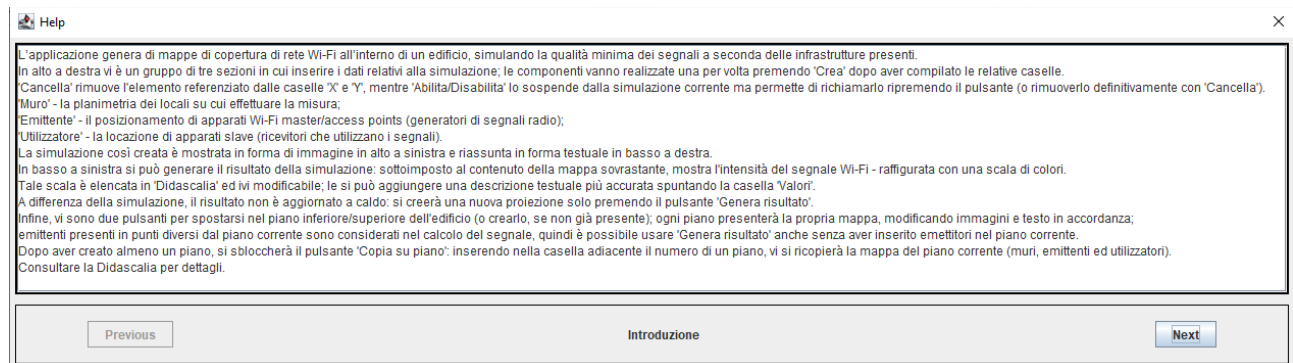 Help
L'applicazione genera di mappe di copertura di rete Wi-Fi all'interno di un edificio, simulando la qualità minima dei segnali a seconda delle infrastrutture presenti.
In alto a destra vi è un gruppo di tre sezioni in cui inserire i dati relativi alla simulazione; le componenti vanno realizzate una per volta premendo 'Crea' dopo aver compilato le relative caselle.
'Cancella' rimuove l'elemento referenziato dalle caselle 'X' e 'Y', mentre 'Abilita/Disabilita' lo sospende dalla simulazione corrente ma permette di richiamarlo ripremendo il pulsante (o rimuoverlo definitivamente con 'Cancella').
'Muro' - la planimetria dei locali su cui effettuare la misura;
'Emittente' - il posizionamento di apparati Wi-Fi master/access points (generatori di segnali radio);
'Utilizzatore' - la locazione di apparati slave (ricevitori che utilizzano i segnali).
La simulazione così creata è mostrata in forma di immagine in alto a sinistra e riassunta in forma testuale in basso a destra.
In basso a sinistra si può generare il risultato della simulazione: sottoimposto al contenuto della mappa sovrastante, mostra l'intensità del segnale Wi-Fi - raffigurata con una scala di colori.
Tale scala è elencata in 'Didascalia' ed ivi modificabile; le si può aggiungere una descrizione testuale più accurata spuntando la casella 'Valori'.
A differenza della simulazione, il risultato non è aggiornato a caldo: si creerà una nuova proiezione solo premendo il pulsante 'Genera risultato'.
Infine, vi sono due pulsanti per spostarsi nel piano inferiore/superiore dell'edificio (o crearlo, se non già presente); ogni piano presenterà la propria mappa, modificando immagini e testo in accordanza;
emittenti presenti in punti diversi dal piano corrente sono considerati nel calcolo del segnale, quindi è possibile usare 'Genera risultato' anche senza aver inserito emettitori nel piano corrente.
Dopo aver creato almeno un piano, si sbloccherà il pulsante 'Copia su piano': inserendo nella casella adiacente il numero di un piano, vi si ricopierà la mappa del piano corrente (muri, emittenti ed utilizzatori).
Consultare la Didascalia per dettagli.
Previous Introduzione Next